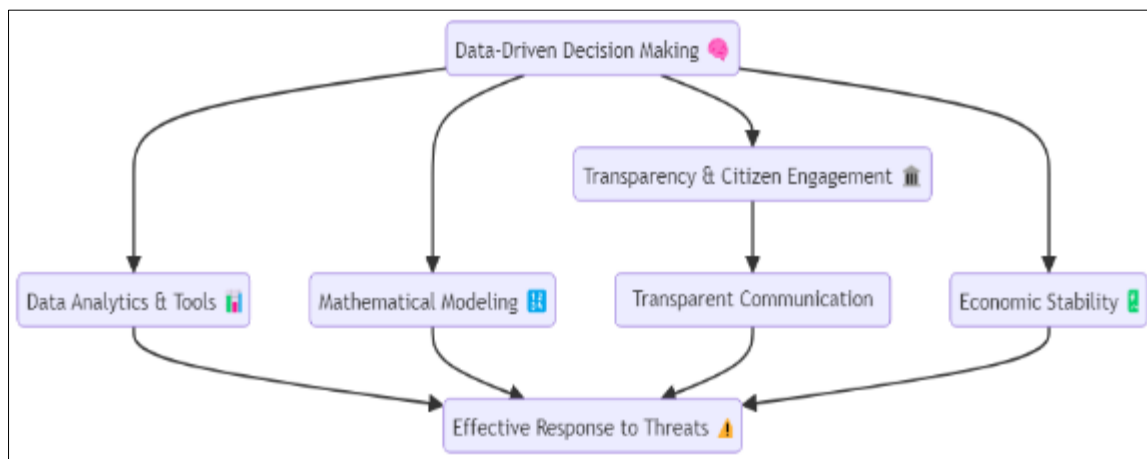 Data-Driven Decision Making 🧠
Transparency & Citizen Engagement 🏛
Data Analytics & Tools 📊
Mathematical Modeling 🔢
Transparent Communication
Economic Stability 💹
Effective Response to Threats ⚠